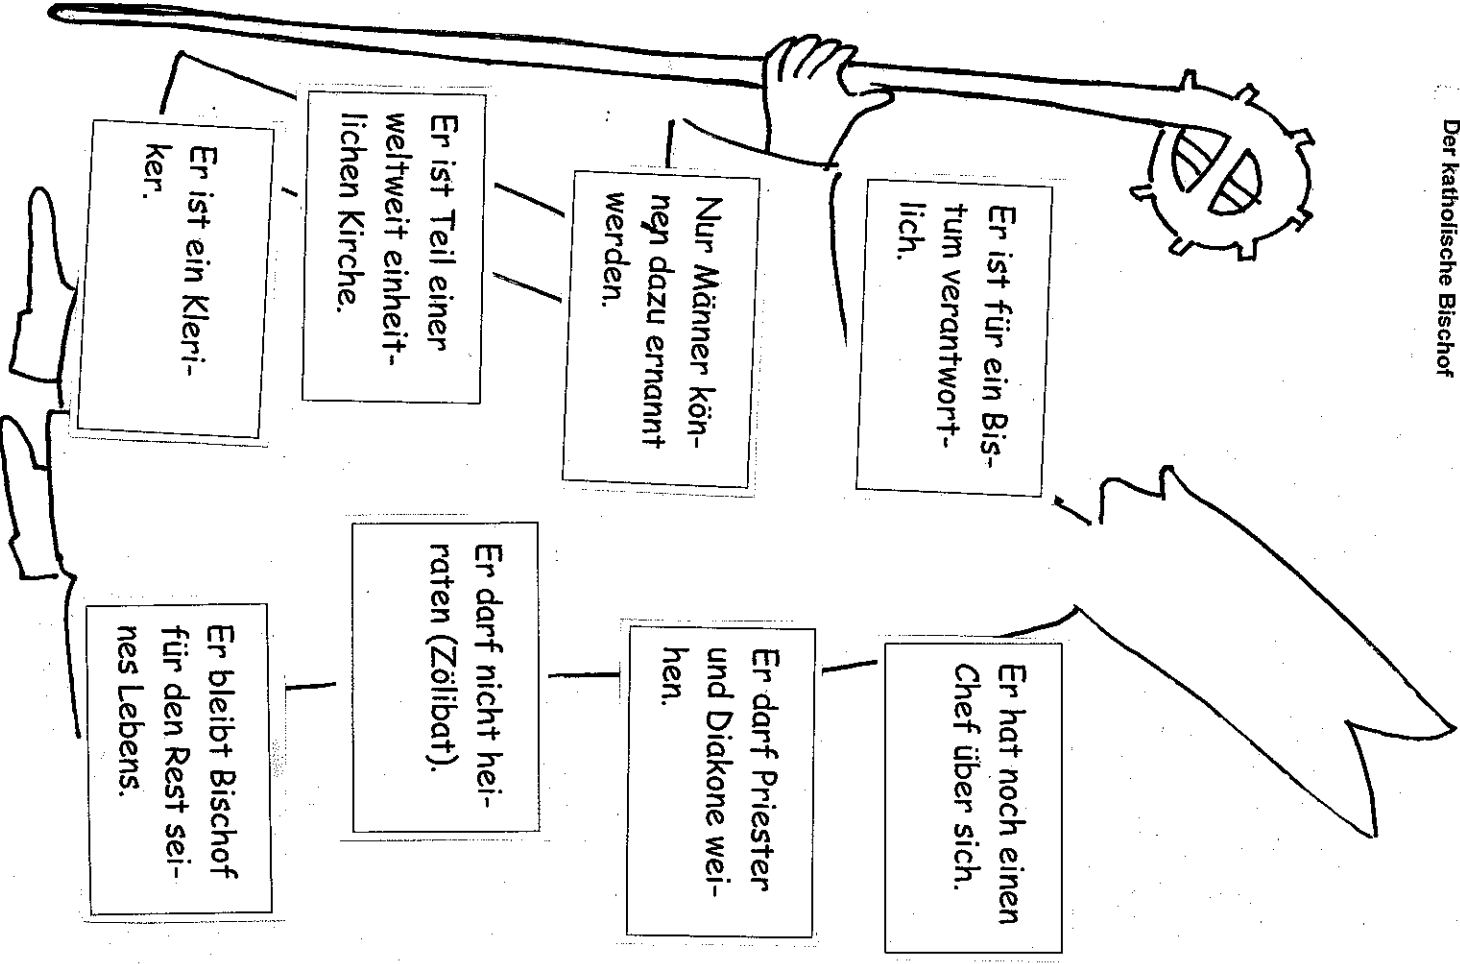 Der katholische Bischof
Er ist für ein Bis-
tum verantwort-
lich.
Er hat noch einen
Chef über sich.
Nur Männer kön-
nen dazu ernannt
werden.
Er darf Priester
und Diakone wei-
hen.
Er ist Teil einer
weltweit einheit-
lichen Kirche.
Er darf nicht hei-
raten (Zölibat).
Er ist ein Kleri-
ker.
Er bleibt Bischof
für den Rest sei-
nes Lebens.